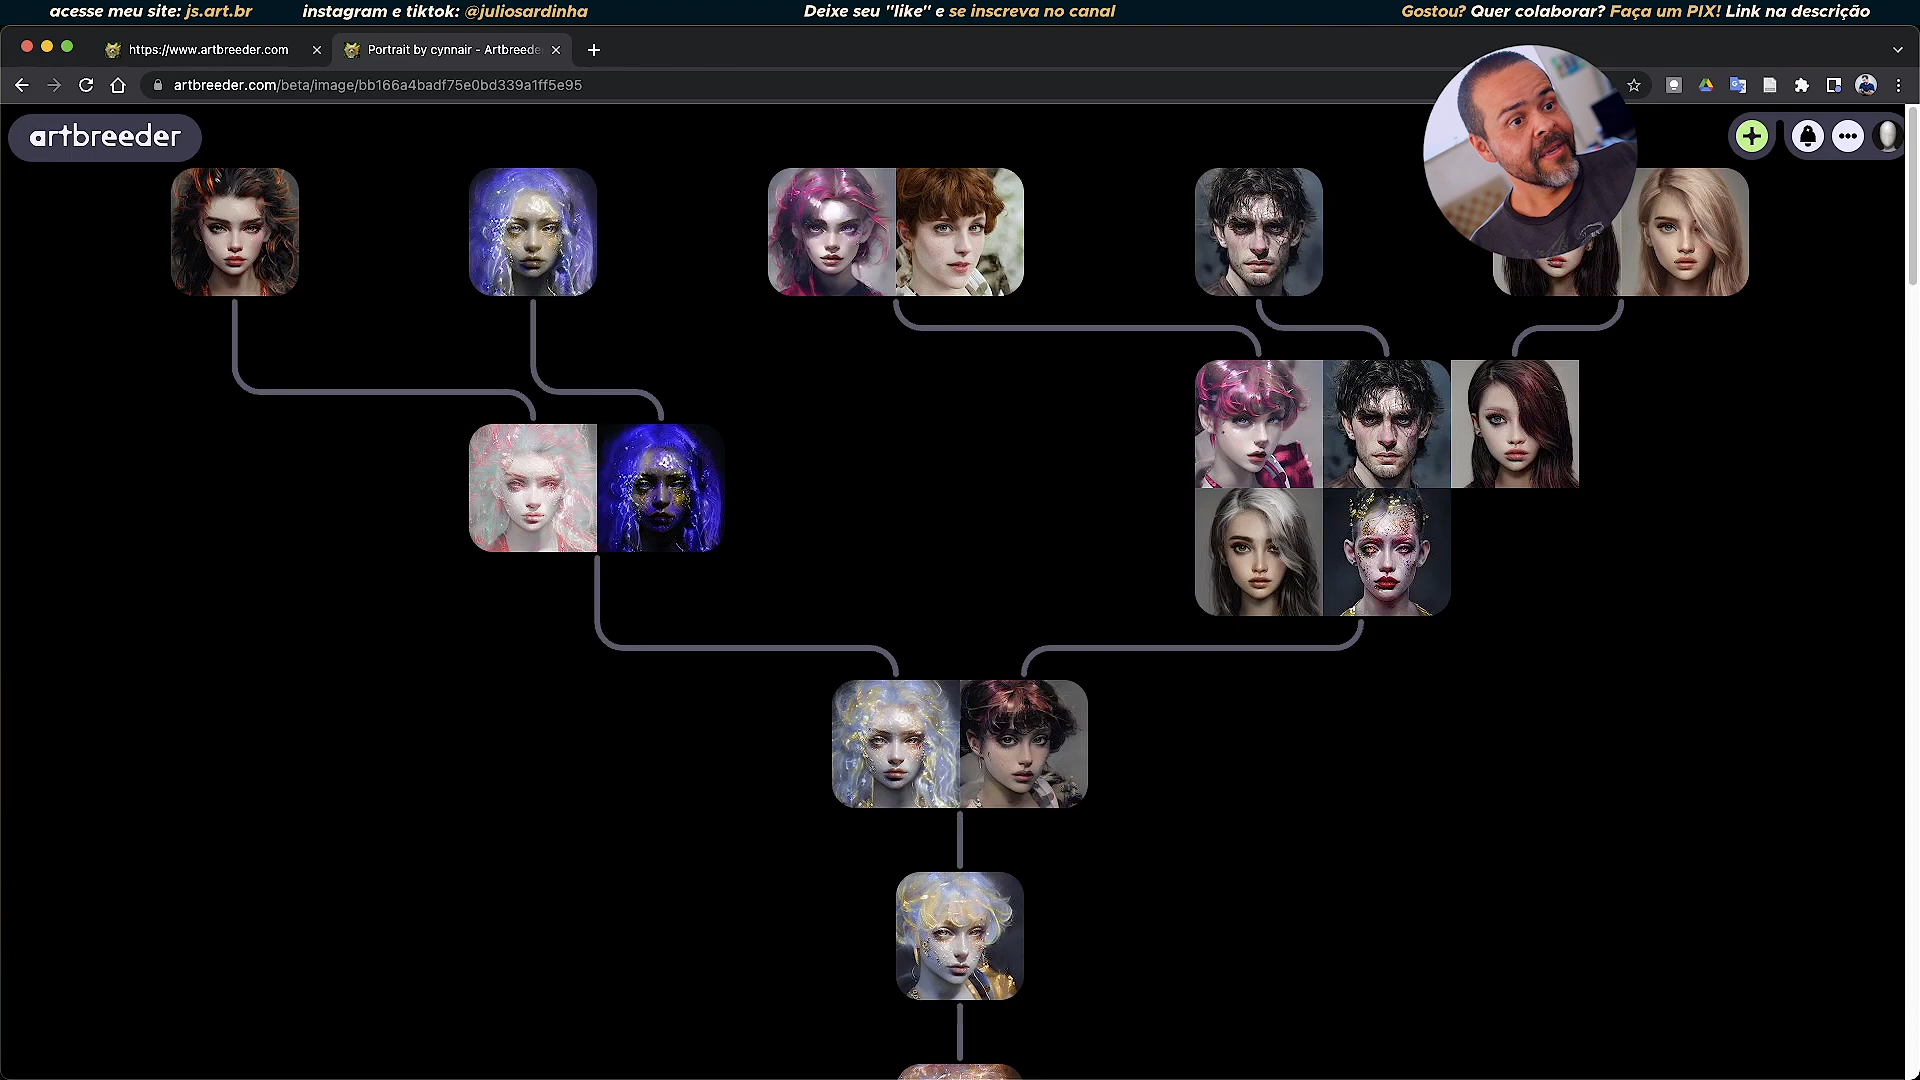 acesse meu site: js.art.br
instagram e tiktok: @juliosardinha
Deixe seu "like" e se inscreva no canal
Gostou? Quer colaborar? Faça um PIX! Link na descrição
https://www.artbreeder.com
Portrait by cynnair - Artbreede
artbreeder.com/beta/image/bb166a4badf75e0bd339a1ff5e95
artbreeder